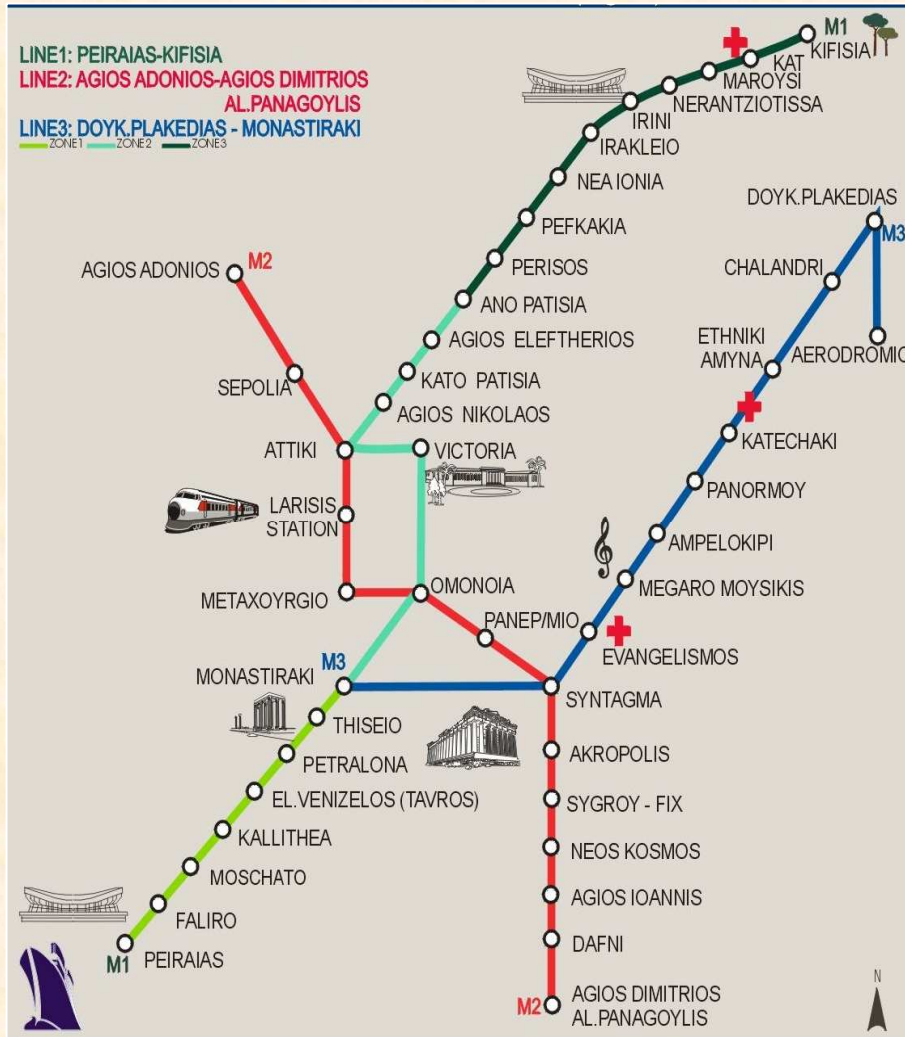 LINE1: PEIRAIAS-KIFISIA
LINE2: AGIOS ADONIOS-AGIOS DIMITRIOS
AL.PANAGOYLIS
LINE3: DOYK.PLAKEDIAS - MONASTIRAKI
ZONE1 ZONE2 ZONE3
M1
KIFISIA
KAT
MAROYSI
NERANTZIOTISSA
IRINI
IRAKLEIO
NEA IONIA
PEFKAKIA
PERISOS
ANO PATISIA
AGIOS ELEFTHERIOS
KATO PATISIA
AGIOS NIKOLAOS
DOYK.PLAKEDIAS
M3
CHALANDRI
ETHNIKI
AMYNA
AERODROMIO
KATECHAKI
PANORMOY
AMPELOKIPI
MEGARO MOYSIKIS
EVANGELISMOS
M2
AGIOS ADONIOS
SEPOLIA
ATTIKI
VICTORIA
LARISIS
STATION
METAXOYRGIO
OMONOIA
PANEP/MIO
M3
MONASTIRAKI
SYNTAGMA
THISEIO
PETRALONA
EL.VENIZELOS (TAVROS)
KALLITHEA
MOSCHATO
FALIRO
M1 PEIRAIAS
AKROPOLIS
SYGROY - FIX
NEOS KOSMOS
AGIOS IOANNIS
DAFNI
M2
AGIOS DIMITRIOS
AL.PANAGOYLIS
N